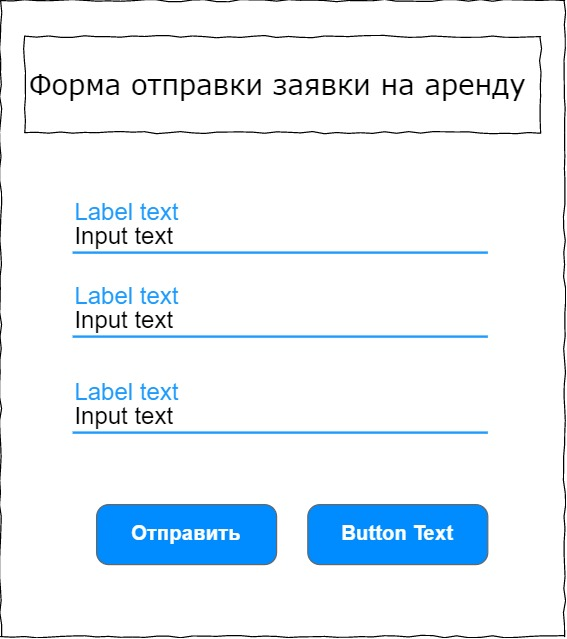 Форма отправки заявки на аренду
Label text
Input text
Label text
Input text
Label text
Input text
Отправить
Button Text